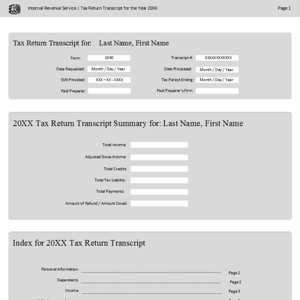 Internal Revenue Service | Tax Return Transcript for the Year 20XX Page 1
Tax Return Transcript for: Last Name, First Name
Form: 1040 Transcript #: XXXXXXXXXXX
Date Requested: Month / Day / Year Date Processed: Month / Day / Year
SSN Provided: XXX – XX - XXXX Tax Period Ending: Month / Day / Year
Paid Preparer: Paid Preparer's Firm:
20XX Tax Return Transcript Summary for: Last Name, First Name
Total Income:
Adjusted Gross Income
Total Credits:
Total Tax Liability:
Total Payments:
Amount of Refund / Amount Owed:
Index for 20XX Tax Return Transcript
Personal Information Page 2
Dependents Page 2
Income Page 3